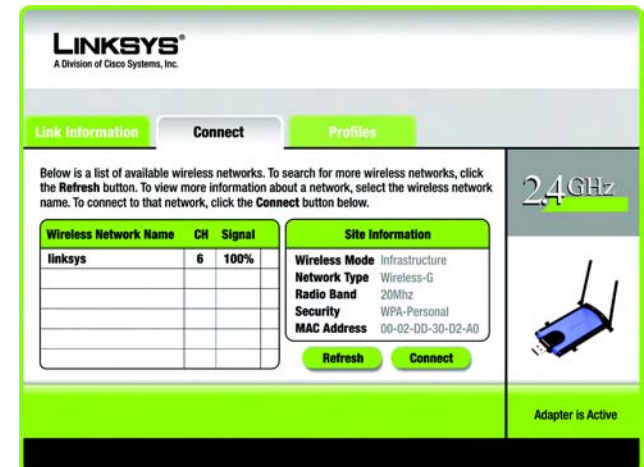 LINKSYS®
A Division of Cisco Systems, Inc.
Link Information
Connect
Profiles
Below is a list of available wireless networks. To search for more wireless networks, click
the Refresh button. To view more information about a network, select the wireless network
name. To connect to that network, click the Connect button below.
2.4GHz
Wireless Network Name CH Signal
linksys 6 100%
Site Information
Wireless Mode Infrastructure
Network Type Wireless-G
Radio Band 20Mhz
Security WPA-Personal
MAC Address 00-02-DD-30-D2-A0
Refresh
Connect
Adapter is Active